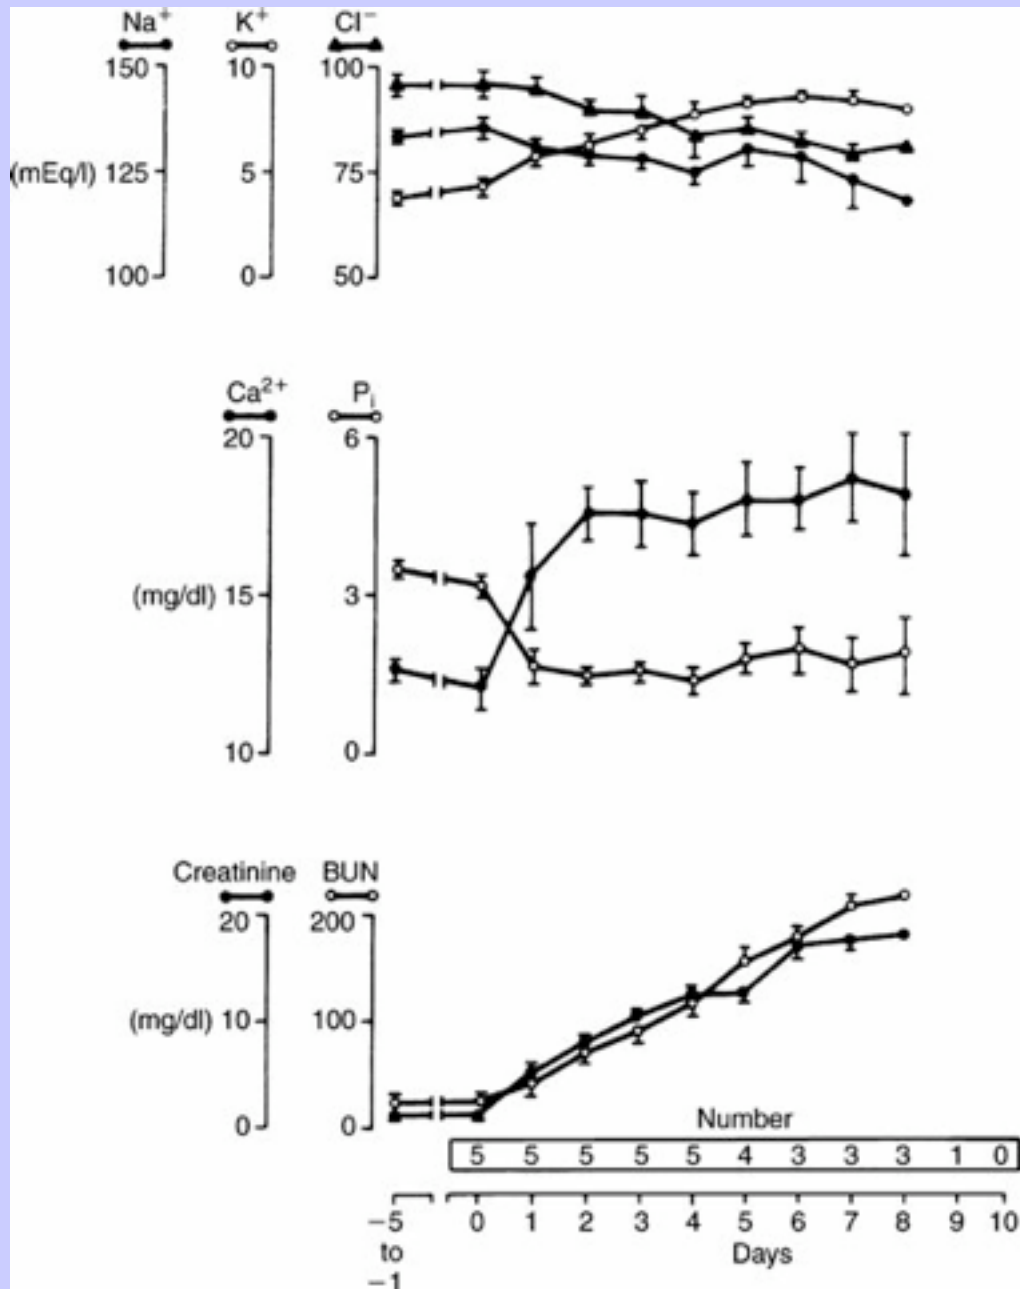 Na⁺ K⁺ Cl⁻
150 10 100
(mEq/l) 125 5 75
100 0 50
Ca²⁺ Pᵢ
20 6
(mg/dl) 15 3
10 0
Creatinine BUN
20 200
(mg/dl) 10 100
0 0
Number
5 5 5 5 5 4 3 3 3 1 0
−5 0 1 2 3 4 5 6 7 8 9 10
to Days
−1